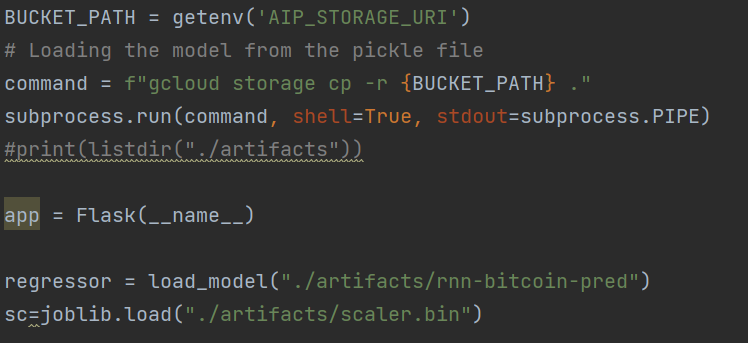 BUCKET_PATH = getenv('AIP_STORAGE_URI')
# Loading the model from the pickle file
command = f"gcloud storage cp -r {BUCKET_PATH} ."
subprocess.run(command, shell=True, stdout=subprocess.PIPE)
#print(listdir("./artifacts"))
app = Flask(__name__)
regressor = load_model("./artifacts/rnn-bitcoin-pred")
sc=joblib.load("./artifacts/scaler.bin")